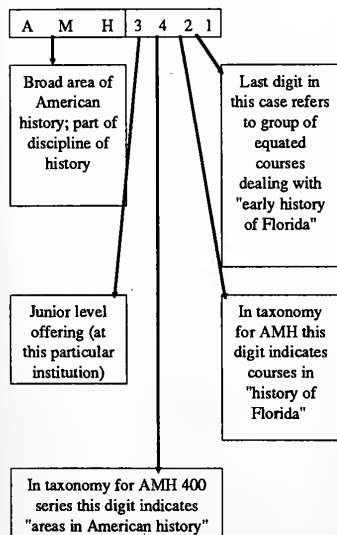 A M H 3 4 2 1
Broad area of
American
history; part of
discipline of
history
Last digit in
this case refers
to group of
equated
courses
dealing with
"early history
of Florida"
Junior level
offering (at
this particular
institution)
In taxonomy
for AMH this
digit indicates
courses in
"history of
Florida"
In taxonomy for AMH 400
series this digit indicates
"areas in American history"